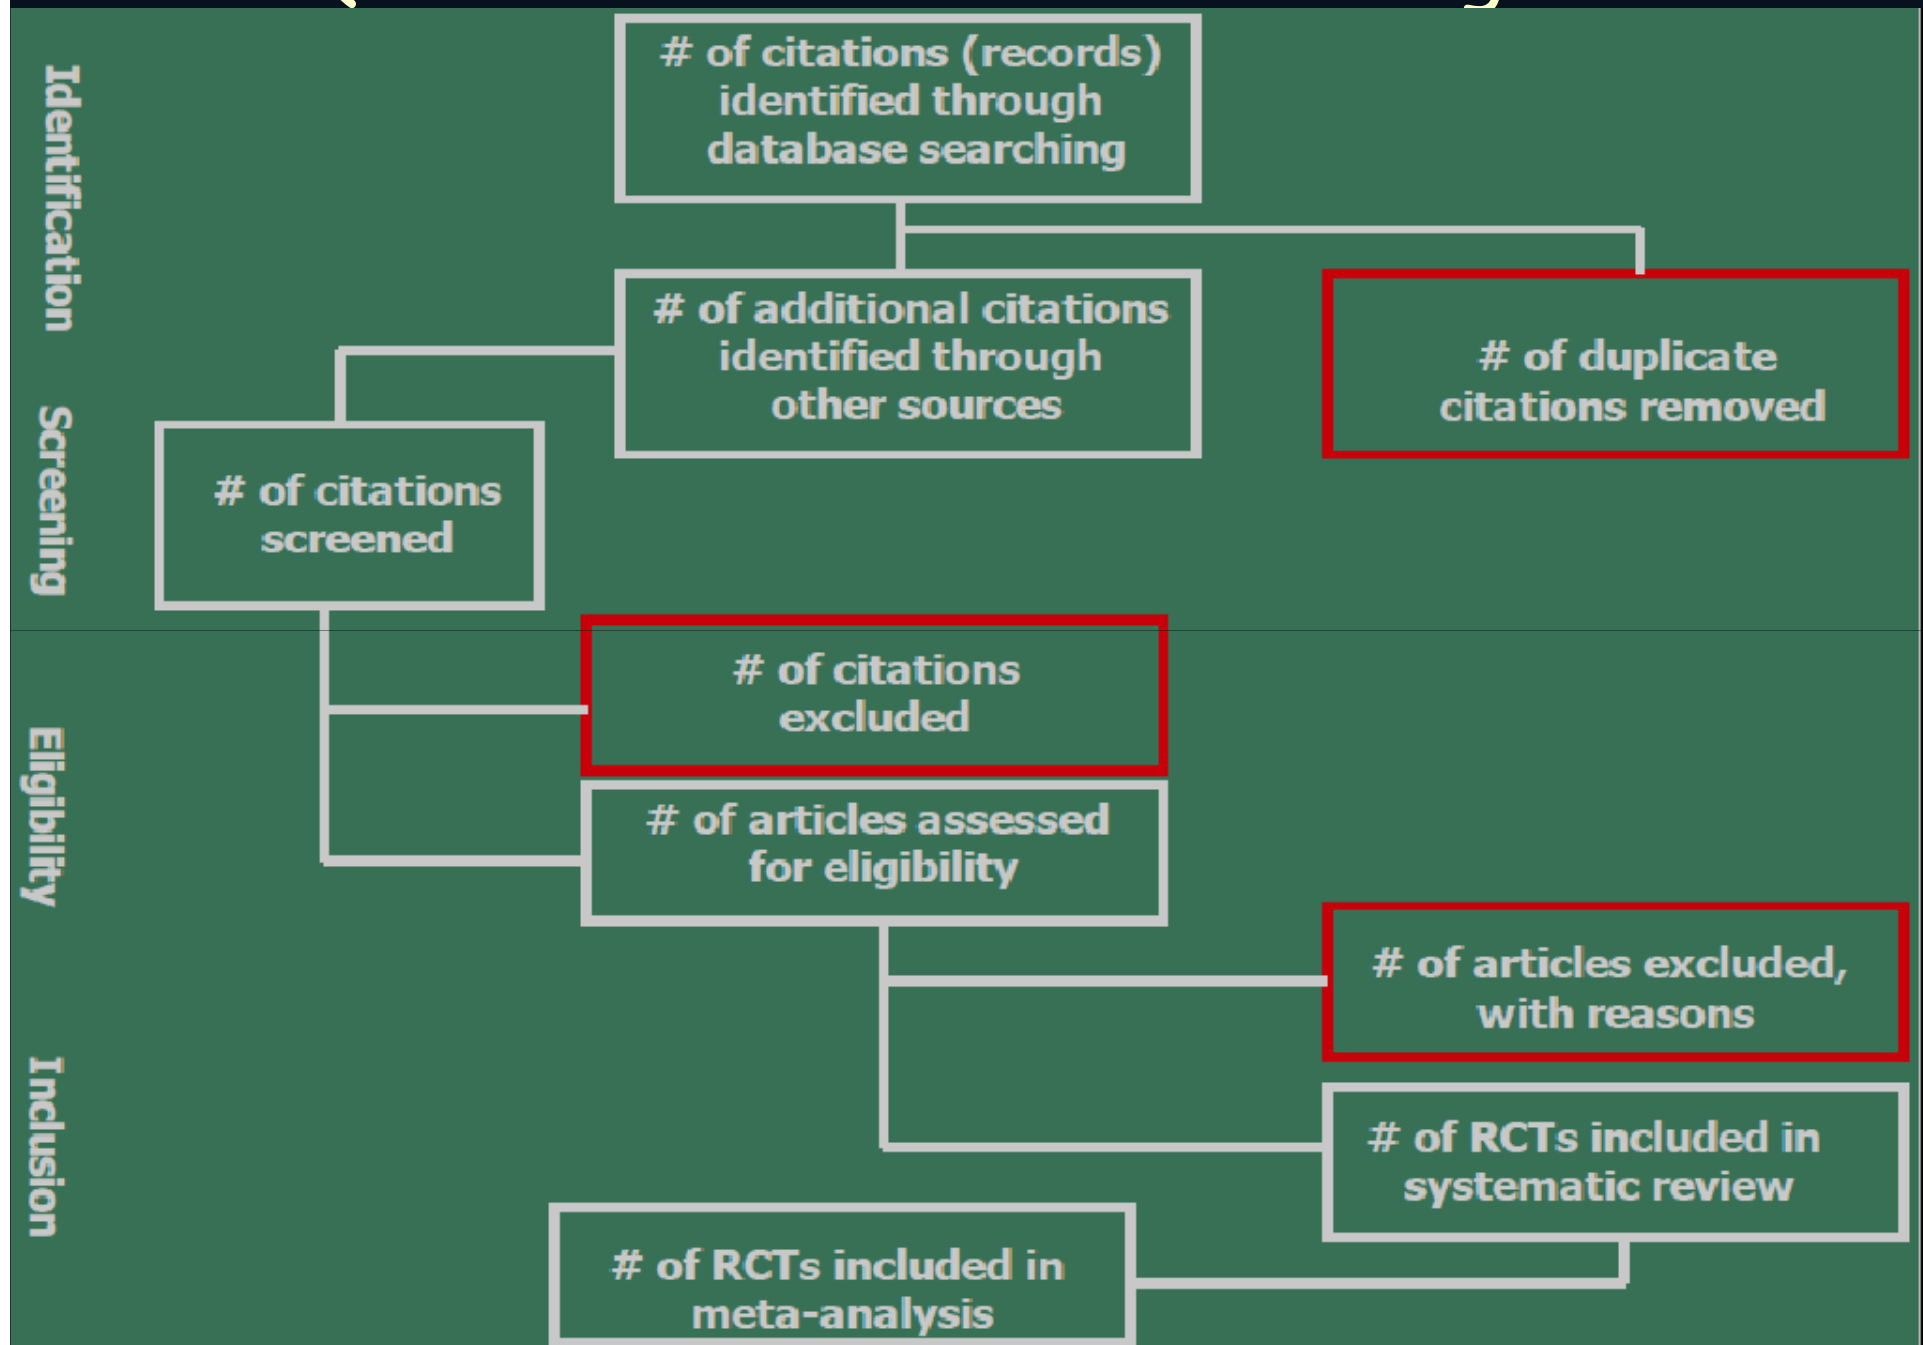 Identification
# of citations (records)
identified through
database searching
# of additional citations
identified through
other sources
# of duplicate
citations removed
Screening
# of citations
screened
# of citations
excluded
Eligibility
# of articles assessed
for eligibility
# of articles excluded,
with reasons
Inclusion
# of RCTs included in
systematic review
# of RCTs included in
meta-analysis